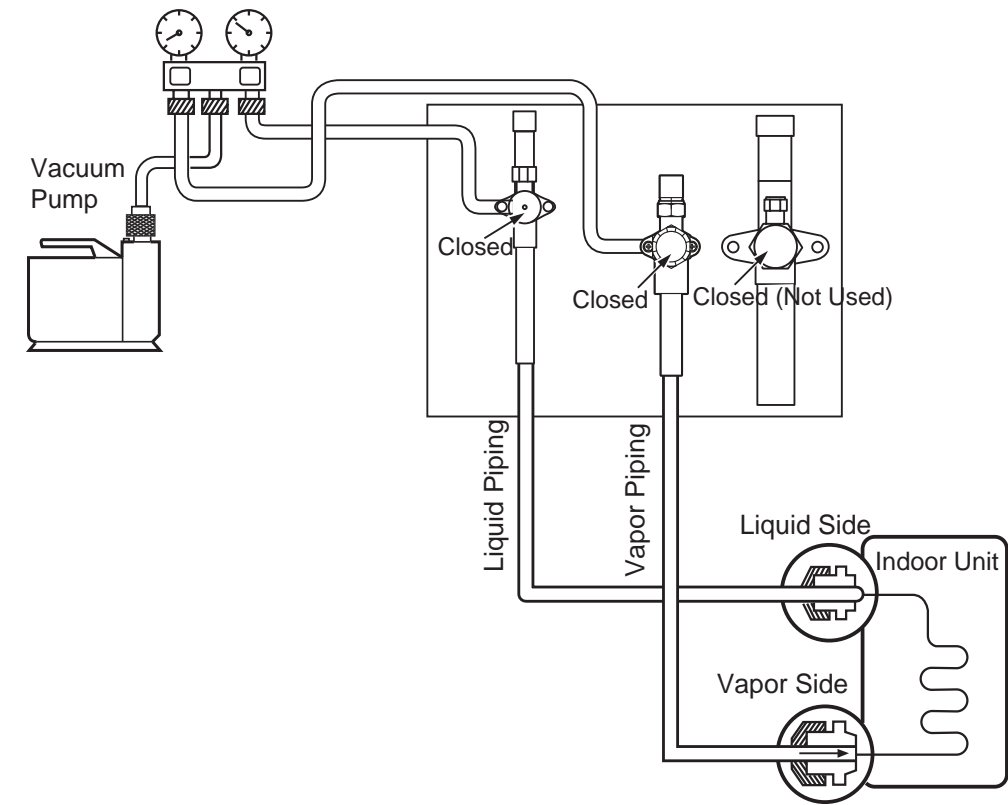 Vacuum
Pump
Closed
Closed
Closed (Not Used)
Liquid Piping
Vapor Piping
Liquid Side
Indoor Unit
Vapor Side